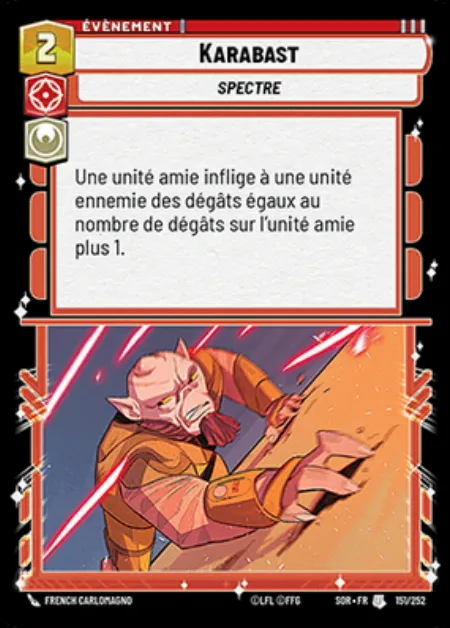 2
ÉVÈNEMENT
KARABAST
SPECTRE
Une unité amie inflige à une unité
ennemie des dégâts égaux au
nombre de dégâts sur l'unité amie
plus 1.
FRENCH CARLOMAGNO
©LFL ©FFG
SOR • FR
151/252